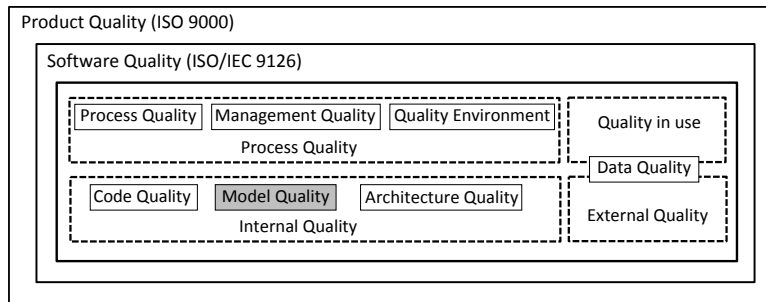 Product Quality (ISO 9000)
Software Quality (ISO/IEC 9126)
Process Quality
Management Quality
Quality Environment
Process Quality
Quality in use
Data Quality
Code Quality
Model Quality
Architecture Quality
Internal Quality
External Quality